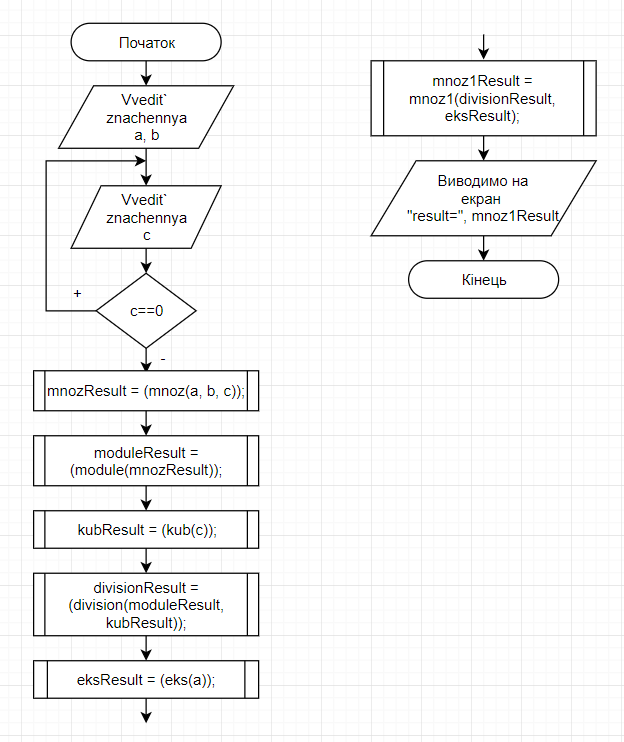 Початок
Vvedit`
znachennya
a, b
Vvedit`
znachennya
c
+
c==0
-
mnozResult = (mnoz(a, b, c));
moduleResult =
(module(mnozResult));
kubResult = (kub(c));
divisionResult =
(division(moduleResult,
kubResult));
eksResult = (eks(a));
mnoz1Result =
mnoz1(divisionResult,
eksResult);
Виводимо на
екран
"result=", mnoz1Result
Кінець